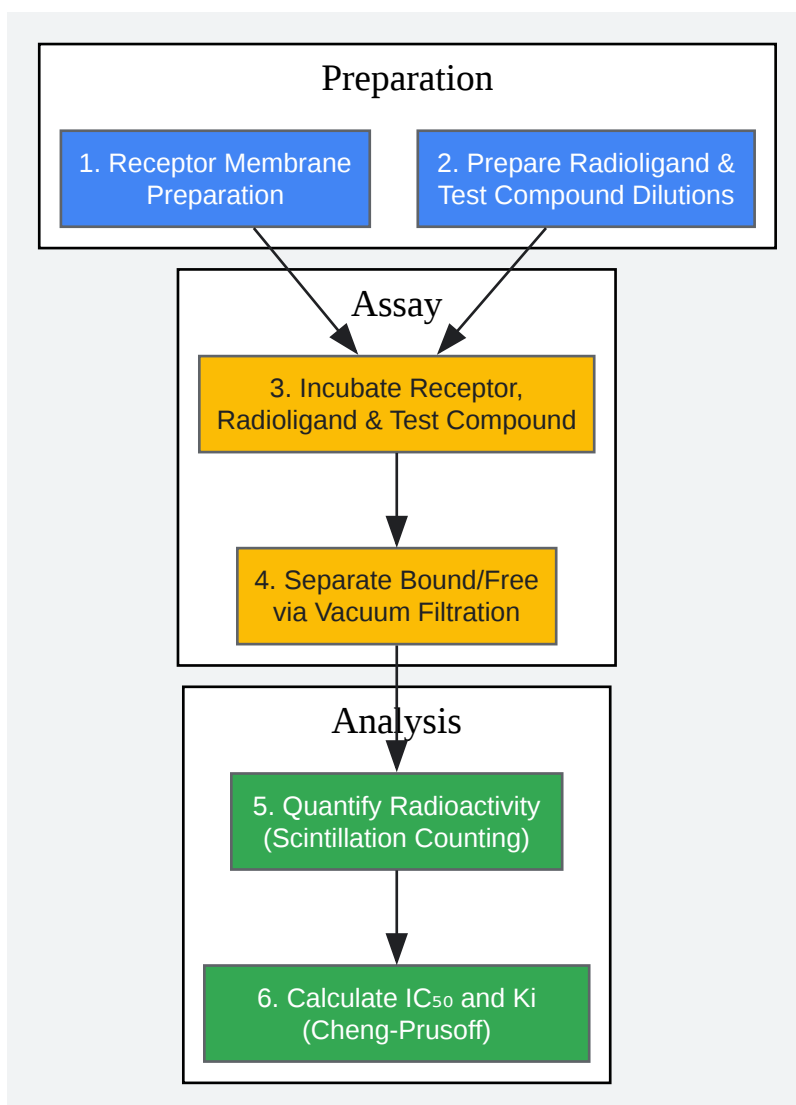 Preparation
1. Receptor Membrane
Preparation
2. Prepare Radioligand &
Test Compound Dilutions
Assay
3. Incubate Receptor,
Radioligand & Test Compound
4. Separate Bound/Free
via Vacuum Filtration
Analysis
5. Quantify Radioactivity
(Scintillation Counting)
6. Calculate IC₅₀ and Ki
(Cheng-Prusoff)